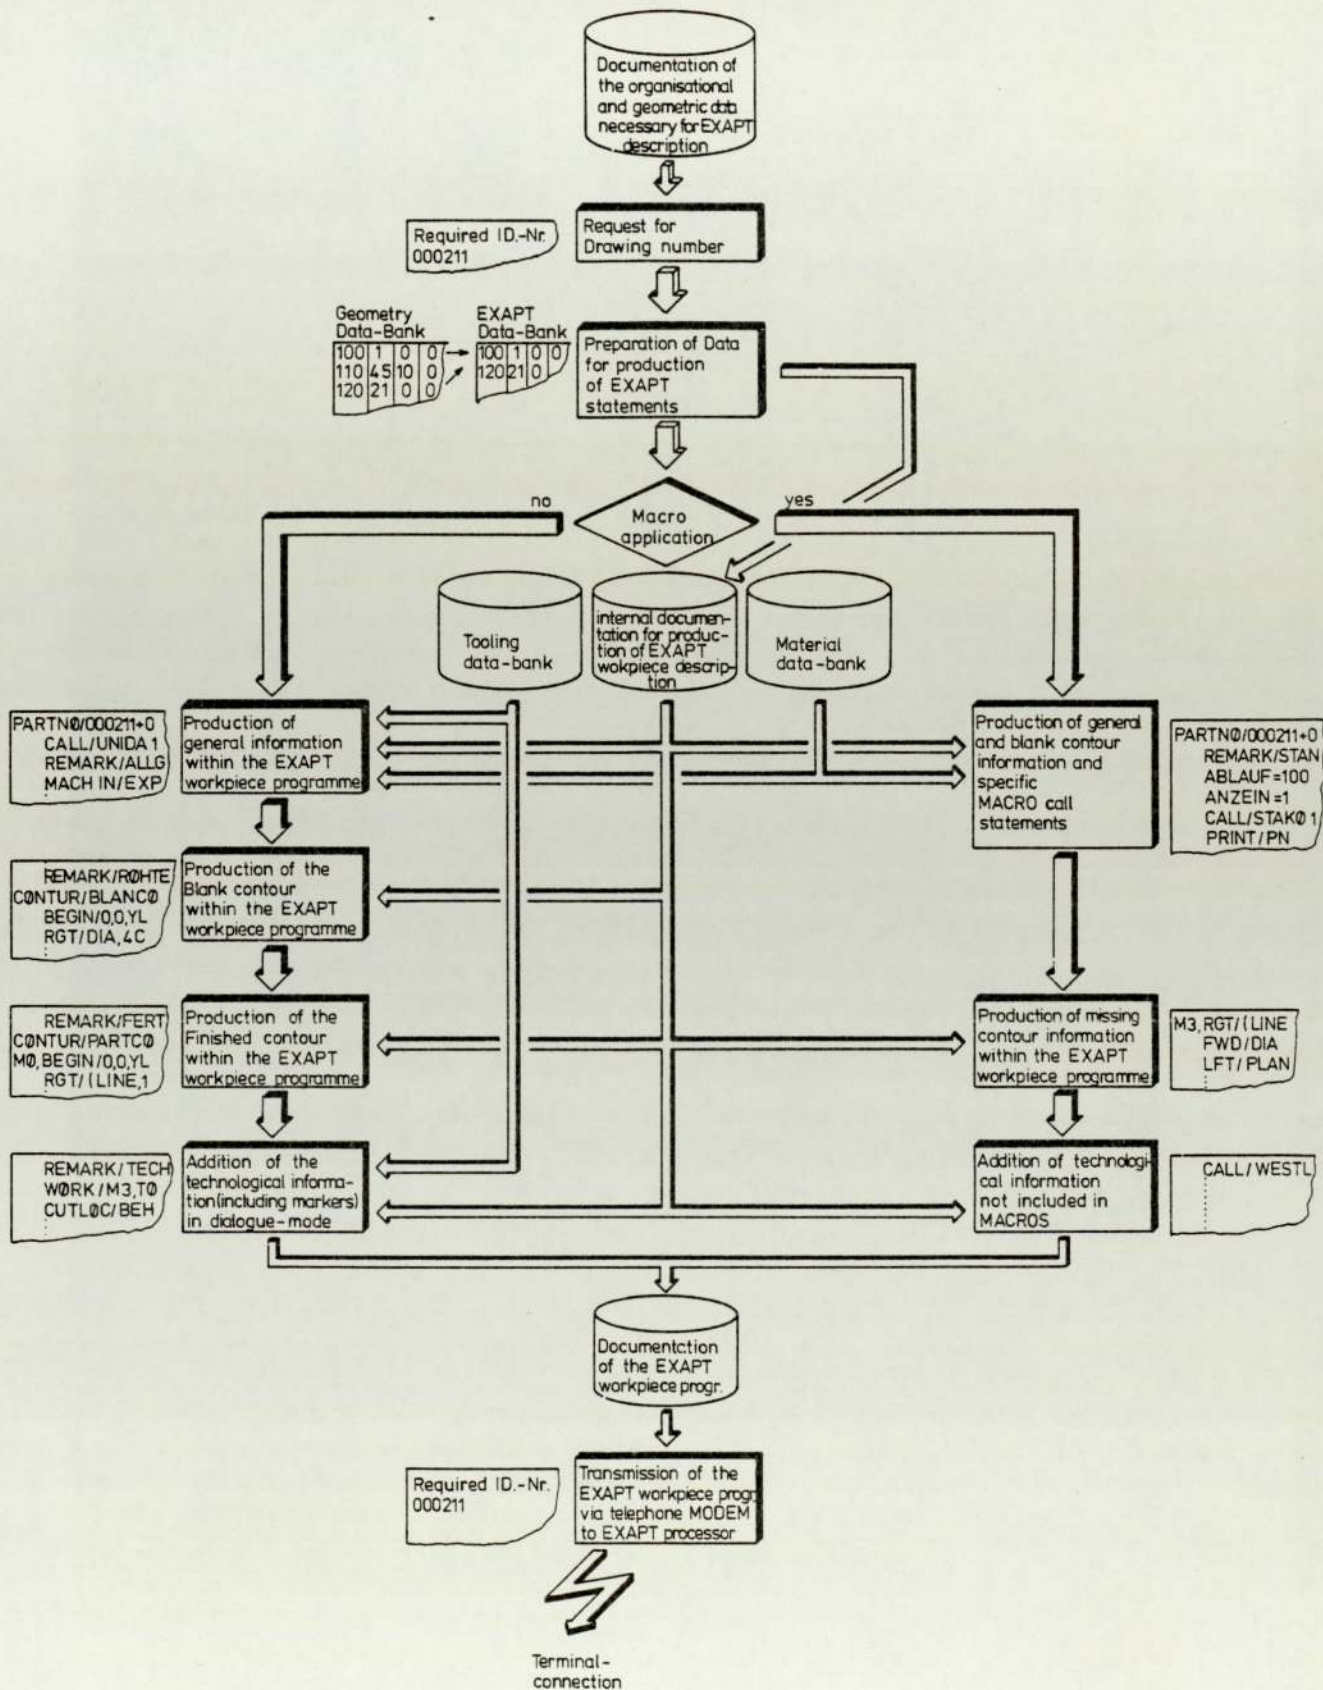 Documentation of
the organisational
and geometric data
necessary for EXAPT
description
Required ID.-Nr.
000211
Request for
Drawing number
Geometry
Data-Bank
100 1 0 0
110 45 10 0
120 21 0 0
EXAPT
Data-Bank
100 1 0 0
120 21 0
Preparation of Data
for production
of EXAPT
statements
no
Macro
application
yes
Tooling
data-bank
internal documen-
tation for produc-
tion of EXAPT
wokpiece descrip-
tion
Material
data-bank
PARTNØ/000211+0
CALL/UNIDA1
REMARK/ALLG
MACH IN/EXP
Production of
general information
within the EXAPT
workpiece programme
Production of general
and blank contour
information and
specific
MACRO call
statements
PARTNØ/000211+0
REMARK/STAN
ABLAUF=100
ANZEIN=1
CALL/STAKØ1
PRINT/PN
REMARK/RØHTE
CØNTUR/BLANCØ
BEGIN/0,0,YL
RGT/DIA,4C
Production of the
Blank contour
within the EXAPT
workpiece programme
REMARK/FERT
CØNTUR/PARTCØ
MØ,BEGIN/0,0,YL
RGT/(LINE,1
Production of the
Finished contour
within the EXAPT
workpiece programme
Production of missing
contour information
within the EXAPT
workpiece programme
M3,RGT/(LINE
FWD/DIA
LFT/PLAN
REMARK/TECH
WØRK/M3,TØ
CUTLØC/BEH
Addition of the
technological informa-
tion(including markers)
in dialogue-mode
Addition of technologi-
cal information
not included in
MACROS
CALL/WESTL
Documentction
of the EXAPT
workpiece progr.
Required ID.-Nr.
000211
Transmission of the
EXAPT workpiece progr
via telephone MODEM
to EXAPT processor
Terminal-
connection